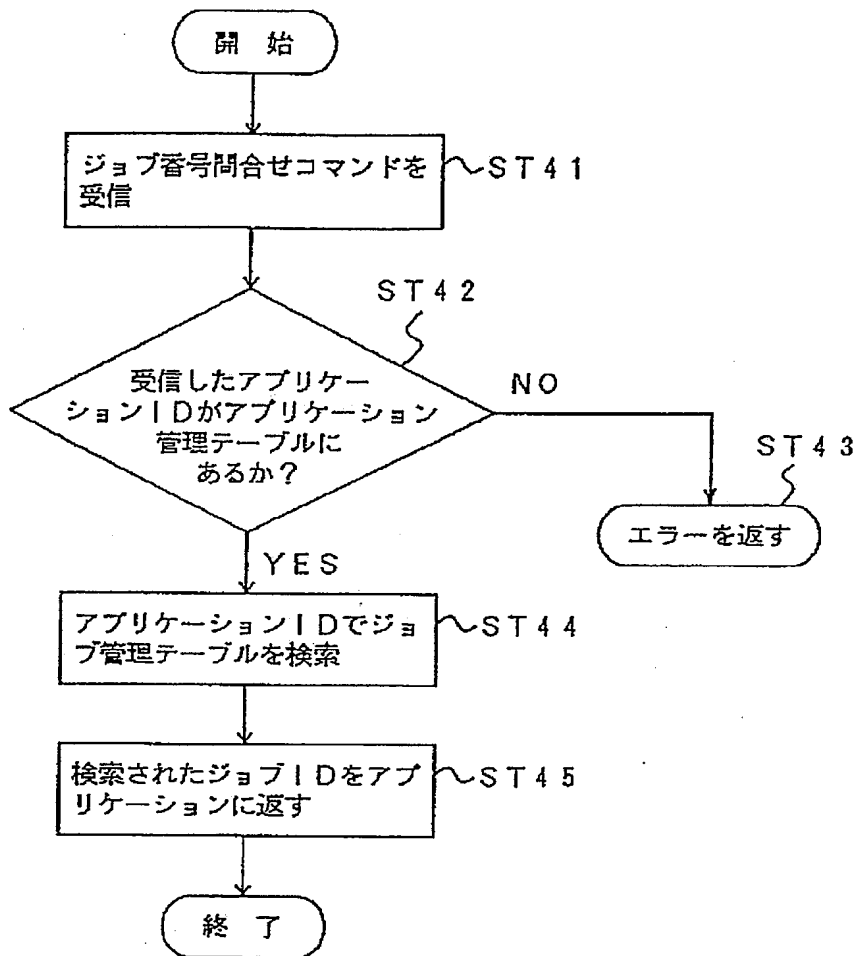 開 始
ジョブ番号問合せコマンドを
受信
ST41
ST42
受信したアプリケー
ションIDがアプリケーション
管理テーブルに
あるか?
NO
ST43
エラーを返す
YES
アプリケーションIDでジョ
ブ管理テーブルを検索
ST44
検索されたジョブIDをアプ
リケーションに返す
ST45
終 了